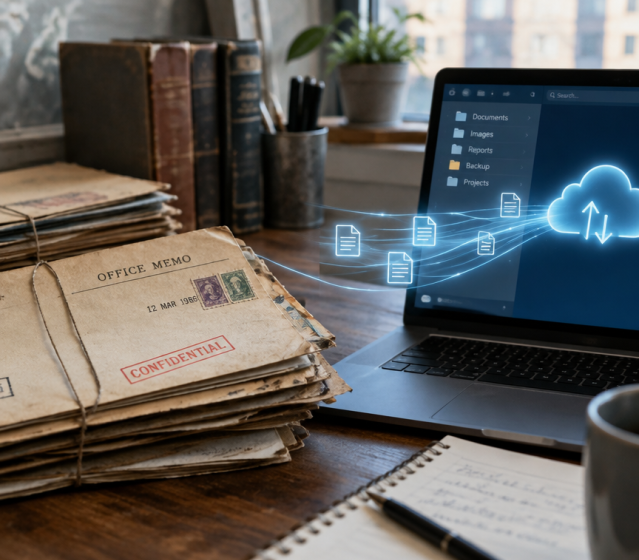 OFFICE MEMO
12 MAR 1986
CONFIDENTIAL
Search...
Documents
Images
Reports
Backup
Projects